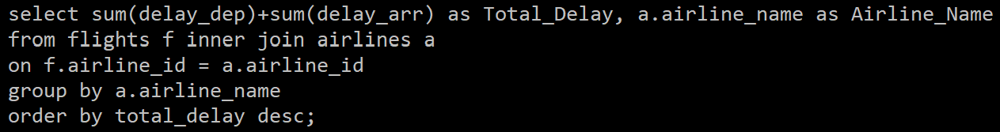 select sum(delay_dep)+sum(delay_arr) as Total_Delay, a.airline_name as Airline_Name
from flights f inner join airlines a
on f.airline_id = a.airline_id
group by a.airline_name
order by total_delay desc;